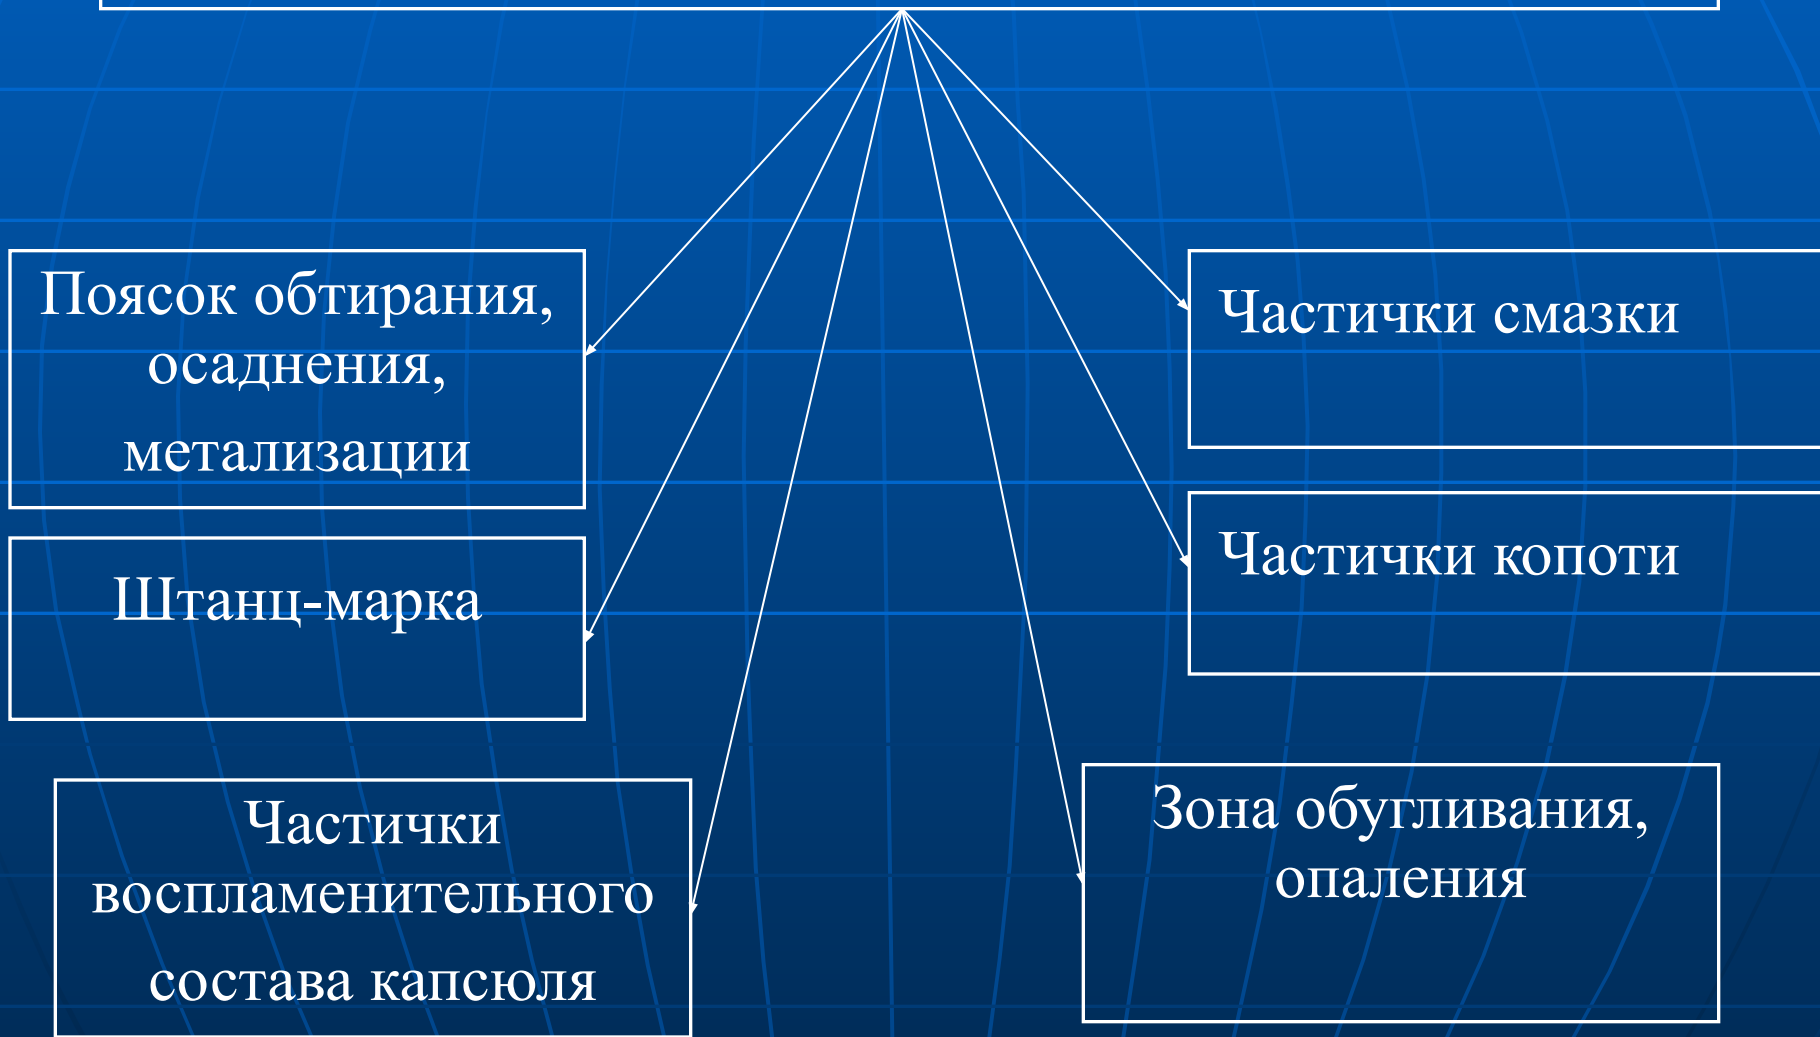 Поясок обтирания,
осаднения,
метализации
Штанц-марка
Частички
воспламенительного
состава капсюля
Частички смазки
Частички копоти
Зона обугливания,
опаления